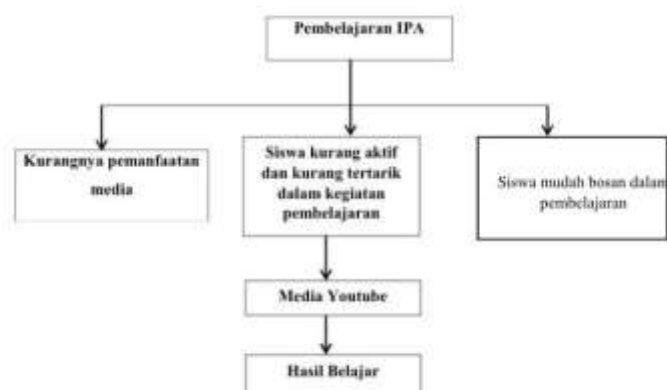 Pembelajaran IPA
Kurangnya pemanfaatan
media
Siswa kurang aktif
dan kurang tertarik
dalam kegiatan
pembelajaran
Siswa mudah bosan dalam
pembelajaran
Media Youtube
Hasil Belajar